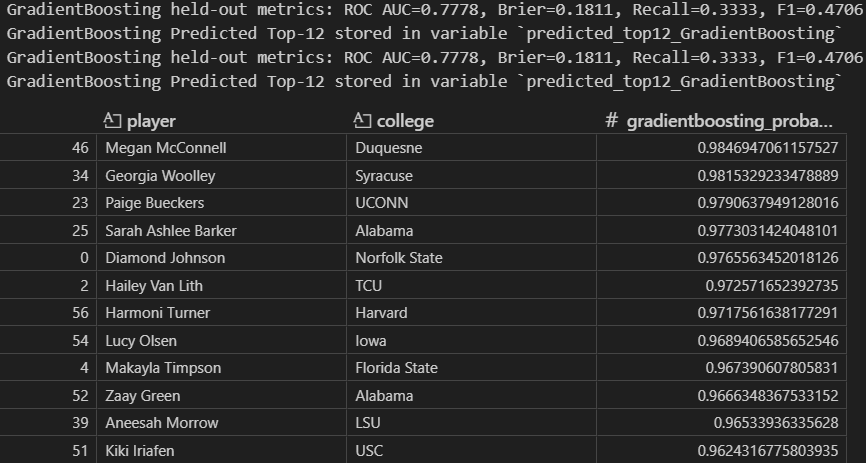 GradientBoosting held-out metrics: ROC AUC=0.7778, Brier=0.1811, Recall=0.3333, F1=0.4706
GradientBoosting Predicted Top-12 stored in variable `predicted_top12_GradientBoosting`
GradientBoosting held-out metrics: ROC AUC=0.7778, Brier=0.1811, Recall=0.3333, F1=0.4706
GradientBoosting Predicted Top-12 stored in variable `predicted_top12_GradientBoosting`
player college # gradientboosting_proba...
46 Megan McConnell Duquesne 0.9846947061157527
34 Georgia Woolley Syracuse 0.9815329233478889
23 Paige Bueckers UCONN 0.9790637949128016
25 Sarah Ashlee Barker Alabama 0.9773031424048101
0 Diamond Johnson Norfolk State 0.9765563452018126
2 Hailey Van Lith TCU 0.972571652392735
56 Harmoni Turner Harvard 0.9717561638177291
54 Lucy Olsen Iowa 0.9689406585652546
4 Makayla Timpson Florida State 0.967390607805831
52 Zaay Green Alabama 0.9666348367533152
39 Aneesah Morrow LSU 0.96533936335628
51 Kiki Iriafen USC 0.9624316775803935